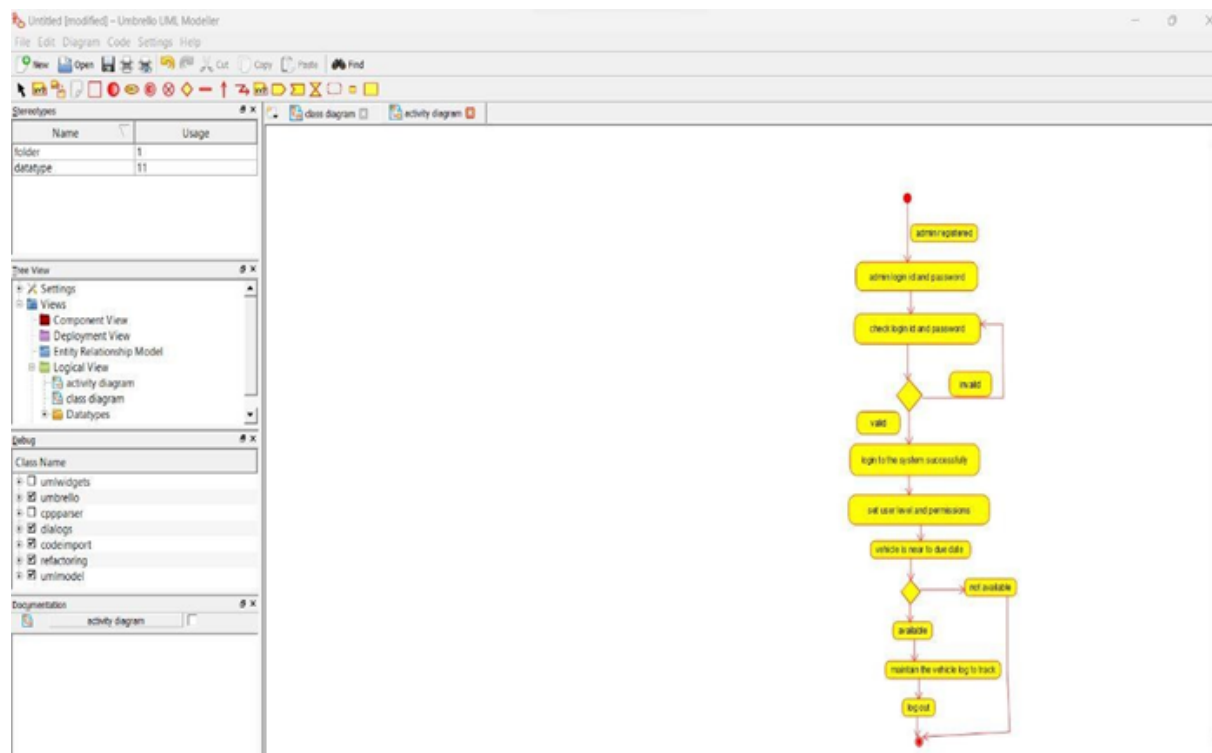 Untitled [modified] – Umbrello UML Modeller
File Edit Diagram Code Settings Help
New Open Cut Copy Paste Find
Stereotypes
class diagram activity diagram
Name Usage
folder 1
datatype 11
Tree View
Settings
Views
Component View
Deployment View
Entity Relationship Model
Logical View
activity diagram
class diagram
Datatypes
Debug
Class Name
umlwidgets
umbrello
cppparser
dialogs
codeimport
refactoring
umlmodel
Documentation
activity diagram
admin registered
admin login id and password
check login id and password
invalid
valid
login to the system successfully
set user level and permissions
vehicle is near to due date
not available
available
maintain the vehicle log to track
log out